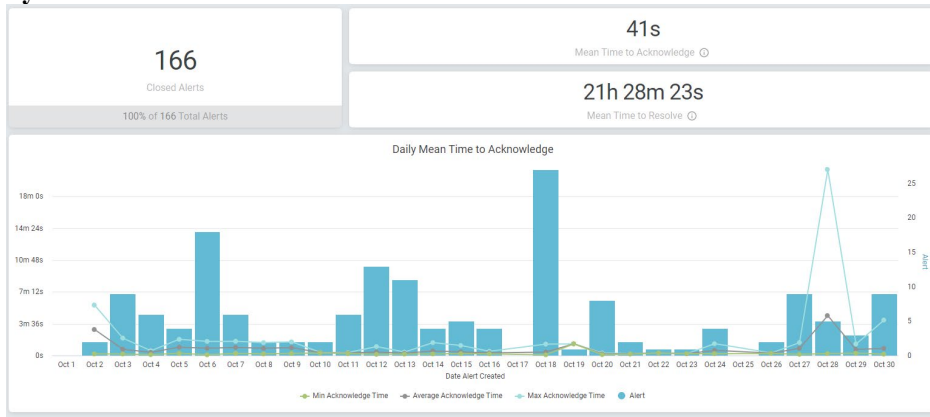 166
Closed Alerts
100% of 166 Total Alerts
41s
Mean Time to Acknowledge
21h 28m 23s
Mean Time to Resolve
Daily Mean Time to Acknowledge
18m 0s
14m 24s
10m 48s
7m 12s
3m 36s
0s
25
20
15
10
5
0
Alert
Oct 1 Oct 2 Oct 3 Oct 4 Oct 5 Oct 6 Oct 7 Oct 8 Oct 9 Oct 10 Oct 11 Oct 12 Oct 13 Oct 14 Oct 15 Oct 16 Oct 17 Oct 18 Oct 19 Oct 20 Oct 21 Oct 22 Oct 23 Oct 24 Oct 25 Oct 26 Oct 27 Oct 28 Oct 29 Oct 30
Date Alert Created
Min Acknowledge Time Average Acknowledge Time Max Acknowledge Time Alert